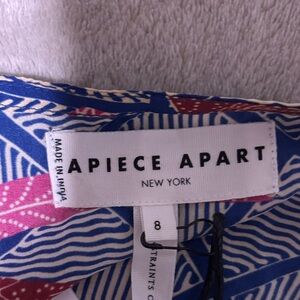 MADE IN INDIA
APIECE APART
NEW YORK
8